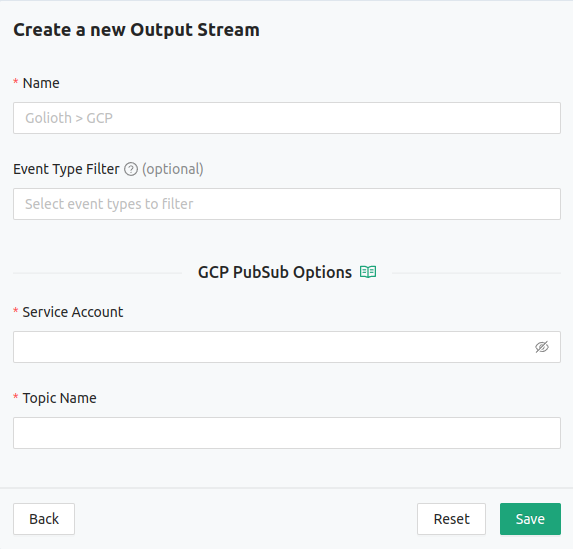 Create a new Output Stream
* Name
Golioth > GCP
Event Type Filter ? (optional)
Select event types to filter
GCP PubSub Options
* Service Account
* Topic Name
Back Reset Save